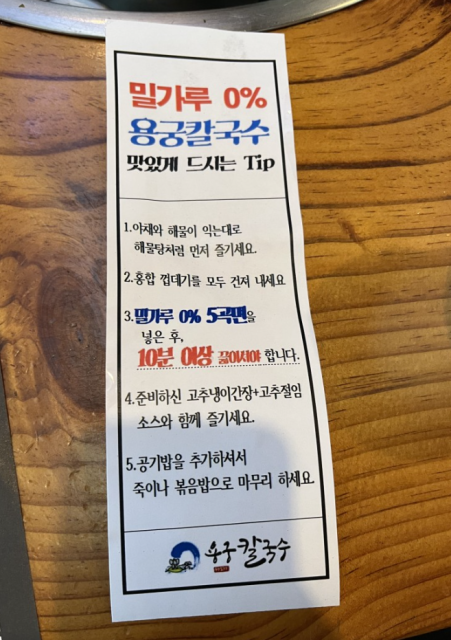 밀가루 0%
용궁칼국수
맛있게 드시는 Tip
1.야채와 해물이 익는대로
해물탕처럼 먼저 즐기세요.
2.홍합 껍데기를 모두 건져 내세요
3.밀가루 0% 5곡면을
넣은 후,
10분 이상 끓이시야 합니다.
4.준비하신 고추냉이간장+고추절임
소스와 함께 즐기세요.
5.공기밥을 추가하셔서
죽이나 볶음밥으로 마무리 하세요.
용궁칼국수